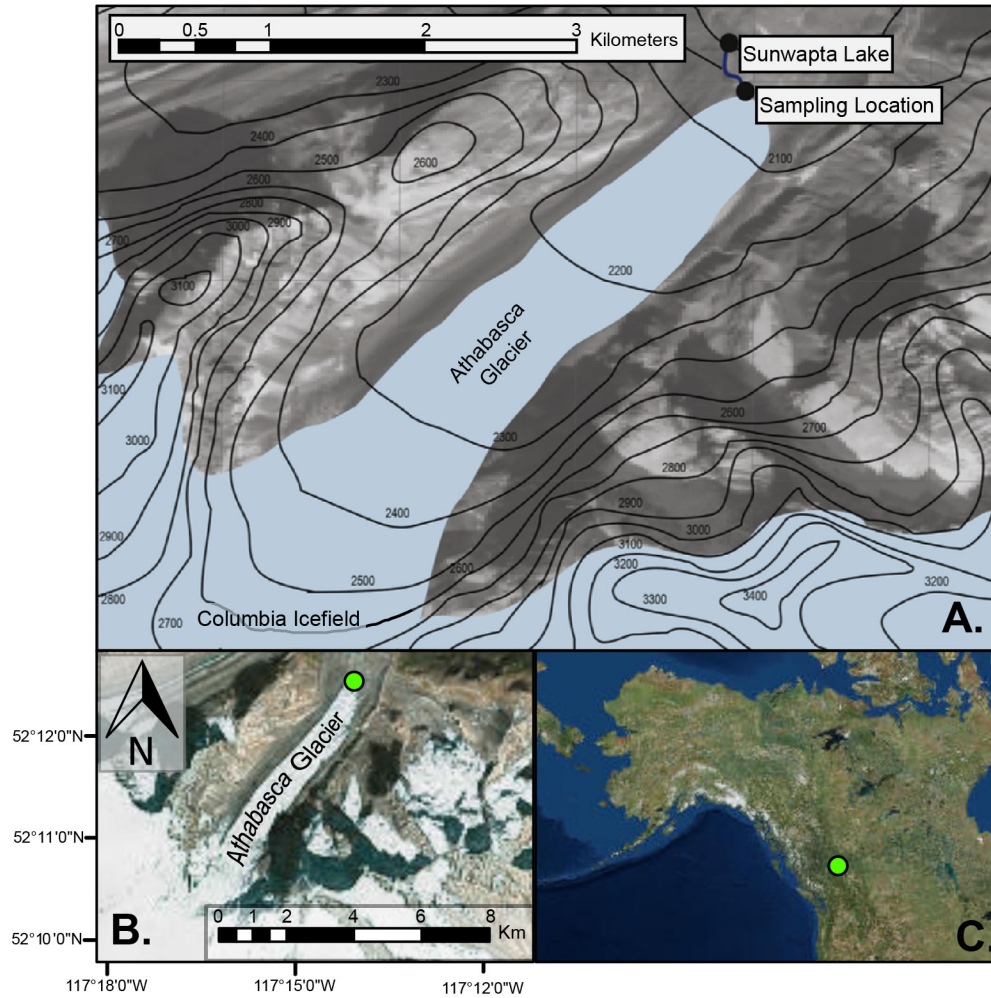 0 0.5 1 2 3 Kilometers
Sunwapta Lake
Sampling Location
2300
2400
2500
2600
2600
2100
2800
2900
3000
2700
3100
2200
Athabasca
Glacier
3100
3000
2300
2600
2700
2800
2400
2900
2900
3000
3100
2600
2500
3200
3200
2800
3300
3400
2700
Columbia Icefield
A.
N
Athabasca Glacier
52°12'0"N
52°11'0"N
52°10'0"N
0 1 2 4 6 8
Km
B.
C.
117°18'0"W 117°15'0"W 117°12'0"W